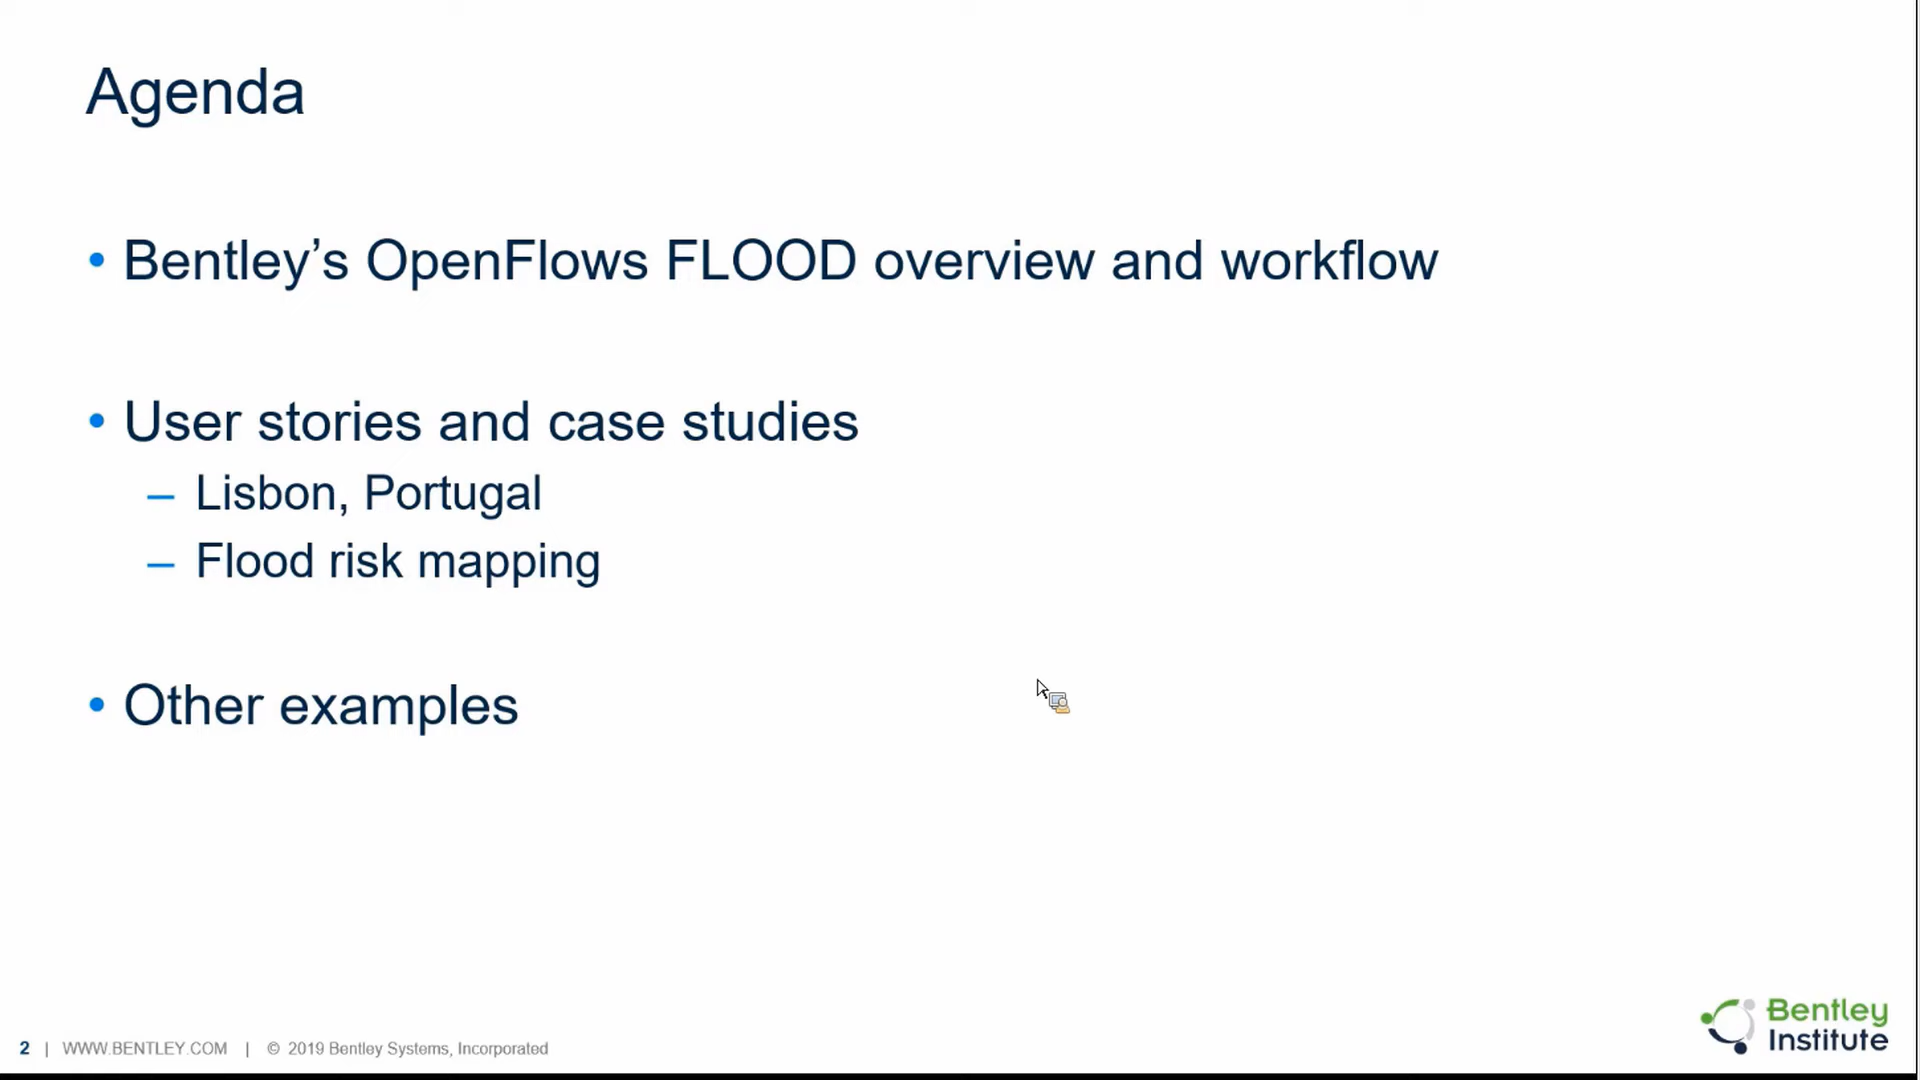 Agenda
• Bentley’s OpenFlows FLOOD overview and workflow
• User stories and case studies
– Lisbon, Portugal
– Flood risk mapping
• Other examples
2 | WWW.BENTLEY.COM | © 2019 Bentley Systems, Incorporated
Bentley
Institute